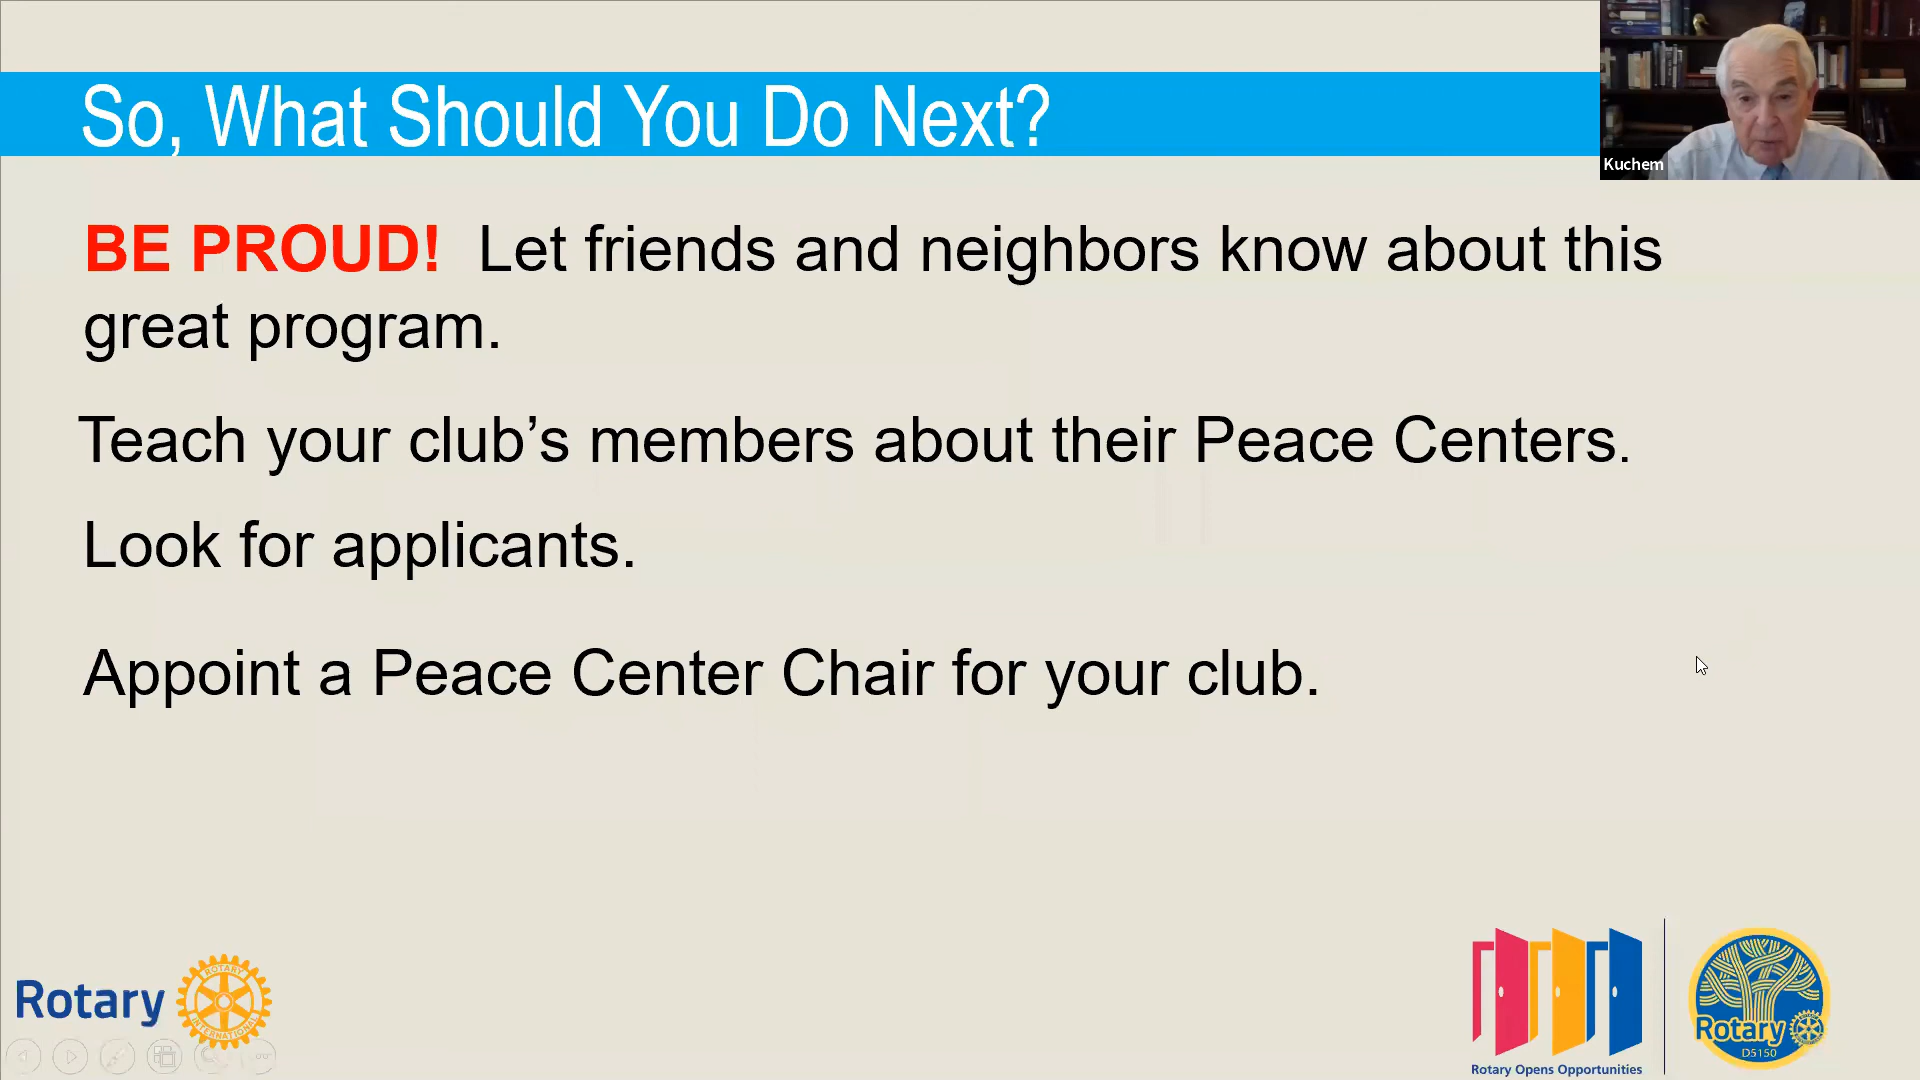 So, What Should You Do Next?
Kuchem
BE PROUD! Let friends and neighbors know about this
great program.
Teach your club’s members about their Peace Centers.
Look for applicants.
Appoint a Peace Center Chair for your club.
Rotary
ROTARY
INTERNATIONAL
Rotary Opens Opportunities
Rotary
D5150